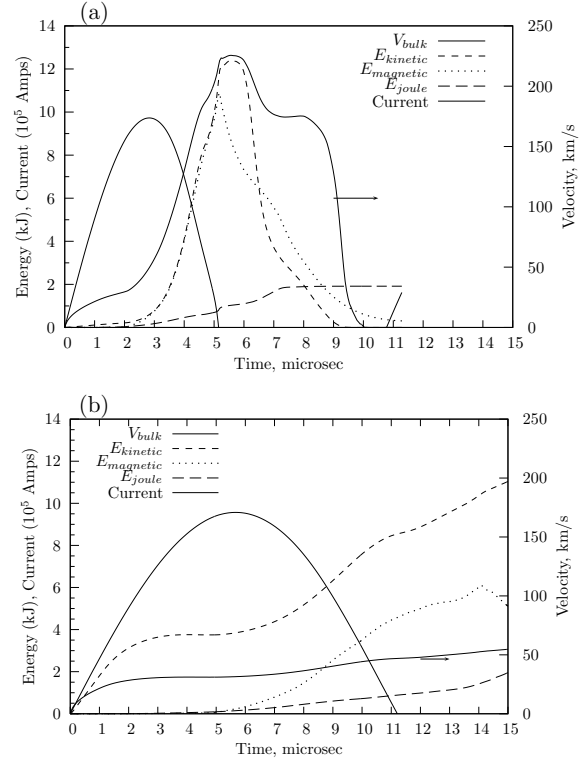 (a)
14
12
10
8
6
4
2
0
0 1 2 3 4 5 6 7 8 9 10 11 12 13 14 15
250
200
150
100
50
0
Energy (kJ), Current (10⁵ Amps)
Velocity, km/s
Time, microsec
V_bulk
E_kinetic
E_magnetic
E_joule
Current
(b)
14
12
10
8
6
4
2
0
0 1 2 3 4 5 6 7 8 9 10 11 12 13 14 15
250
200
150
100
50
0
Energy (kJ), Current (10⁵ Amps)
Velocity, km/s
Time, microsec
V_bulk
E_kinetic
E_magnetic
E_joule
Current